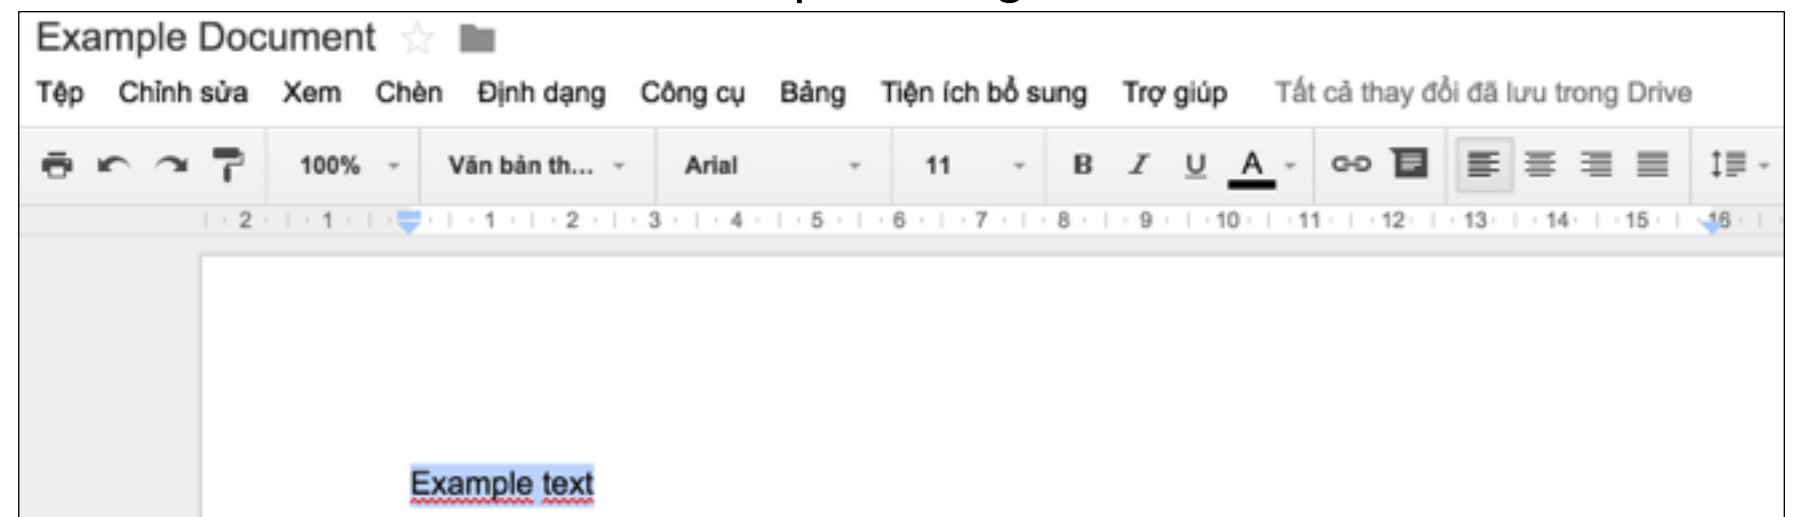 Example Document
Tệp Chỉnh sửa Xem Chèn Định dạng Công cụ Bảng Tiện ích bổ sung Trợ giúp Tất cả thay đổi đã lưu trong Drive
100% Văn bản th... Arial 11 B I U A
2 1 1 2 3 4 5 6 7 8 9 10 11 12 13 14 15 16
Example text